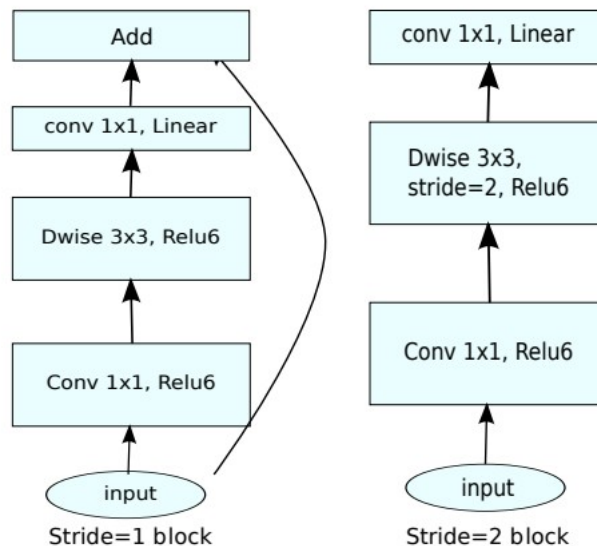 Add
conv 1x1, Linear
Dwise 3x3, Relu6
Conv 1x1, Relu6
input
Stride=1 block
conv 1x1, Linear
Dwise 3x3,
stride=2, Relu6
Conv 1x1, Relu6
input
Stride=2 block